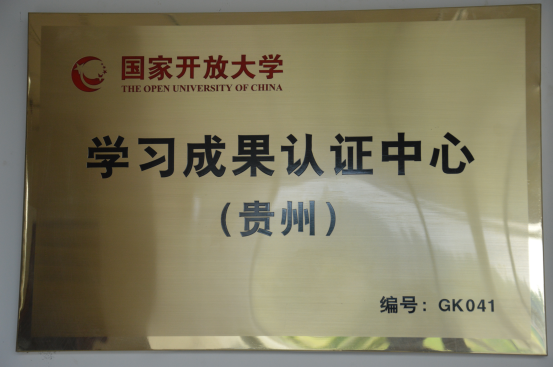 国家开放大学
THE OPEN UNIVERSITY OF CHINA
学习成果认证中心
（贵州）
编号：GK041